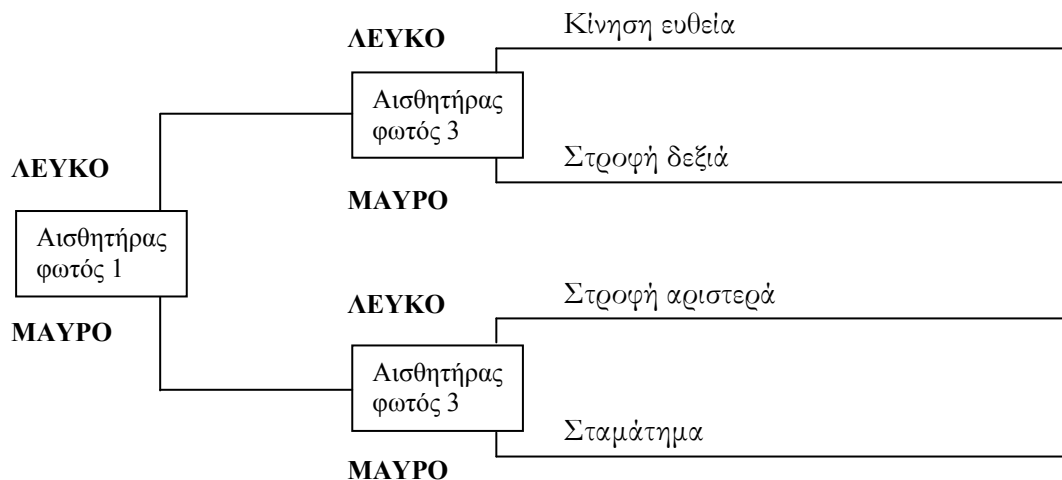 ΛΕΥΚΟ
Κίνηση ευθεία
Αισθητήρας
φωτός 3
Στροφή δεξιά
ΛΕΥΚΟ
ΜΑΥΡΟ
Αισθητήρας
φωτός 1
ΛΕΥΚΟ
Στροφή αριστερά
ΜΑΥΡΟ
Αισθητήρας
φωτός 3
Σταμάτημα
ΜΑΥΡΟ